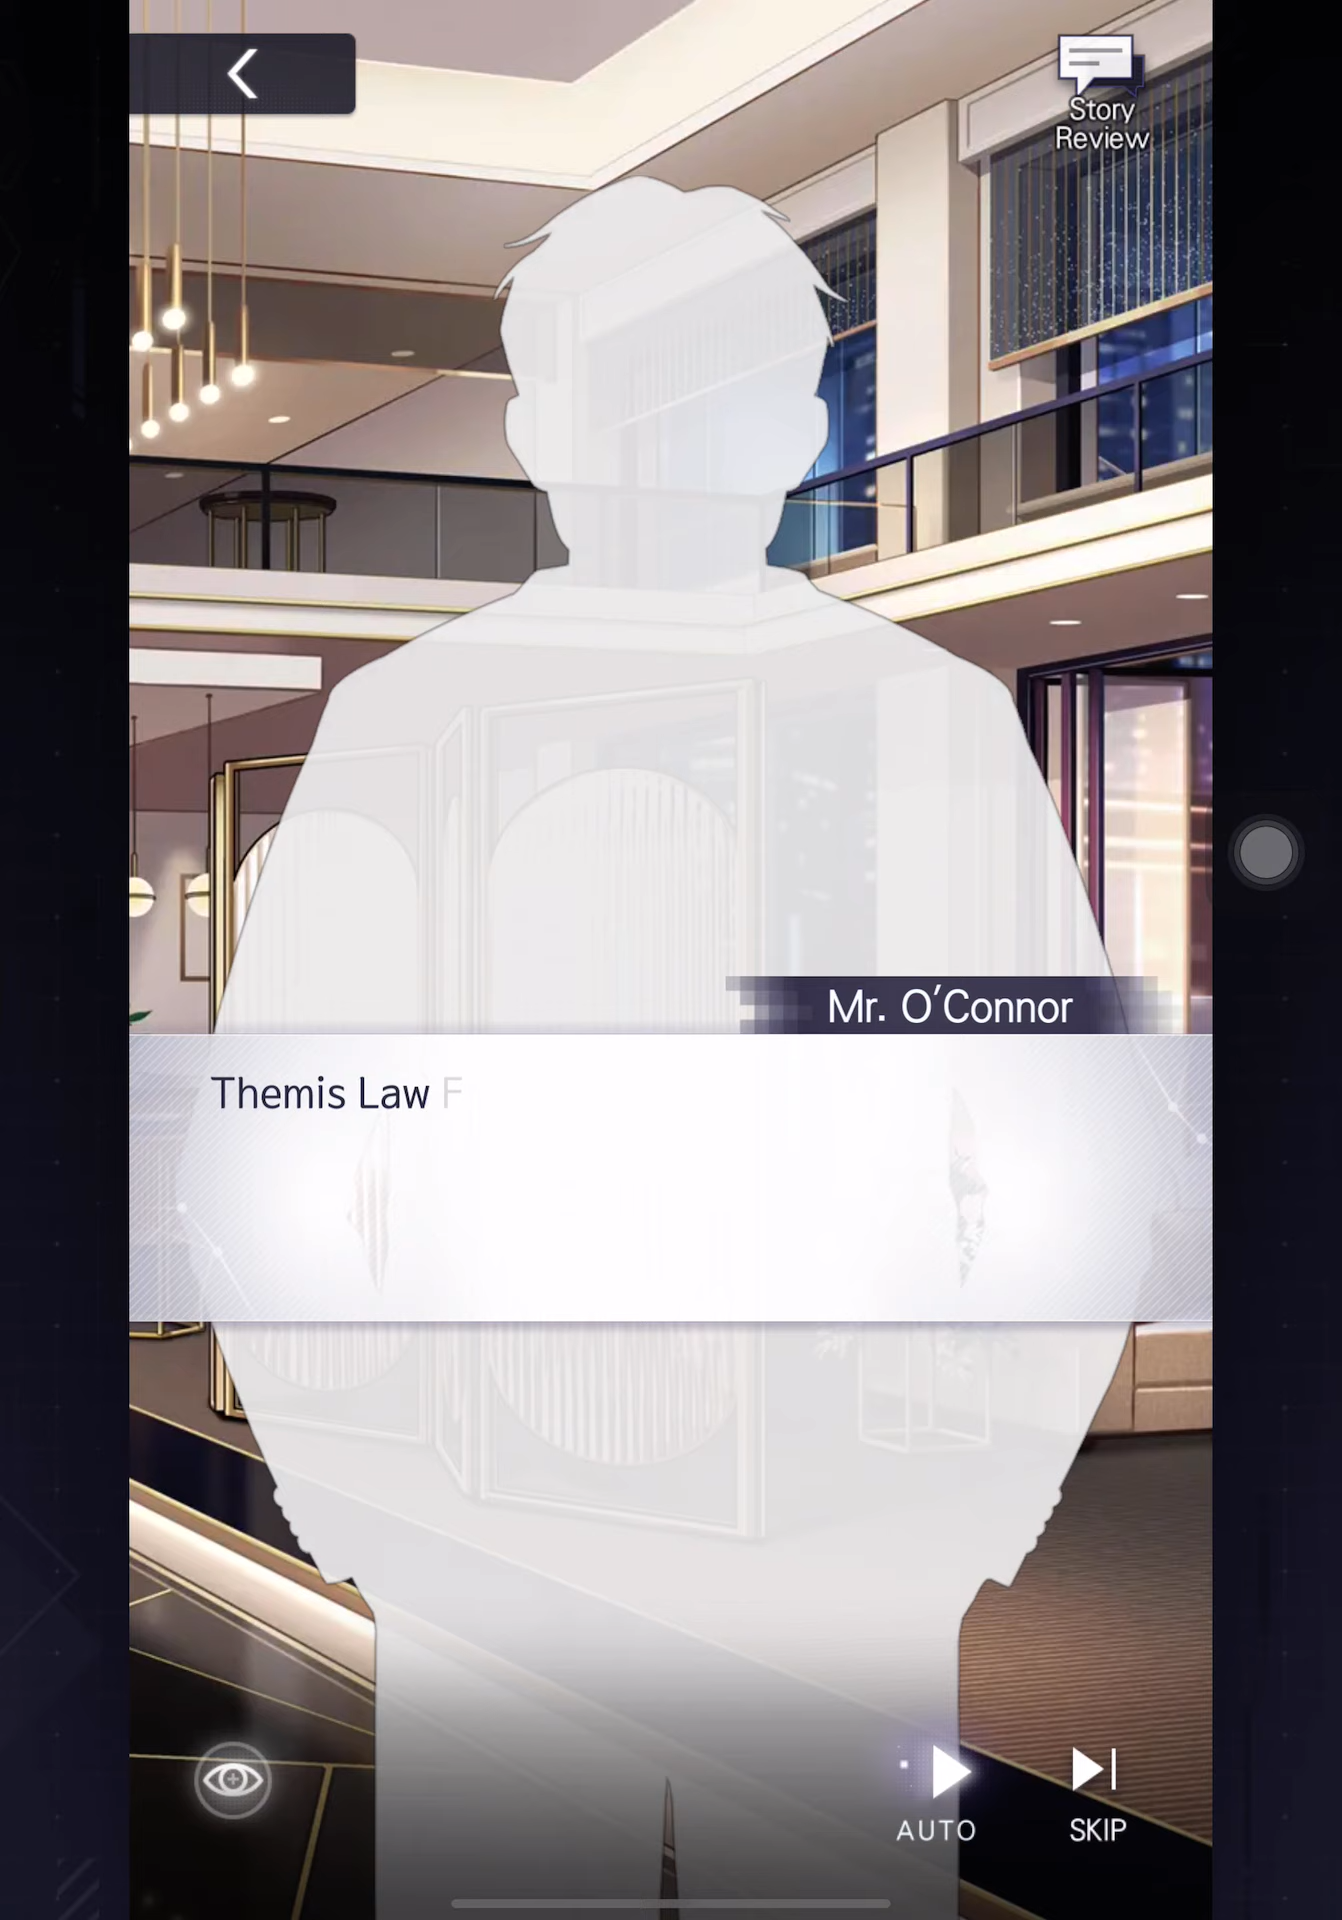 Story
Review
Mr. O'Connor
Themis Law F
AUTO
SKIP